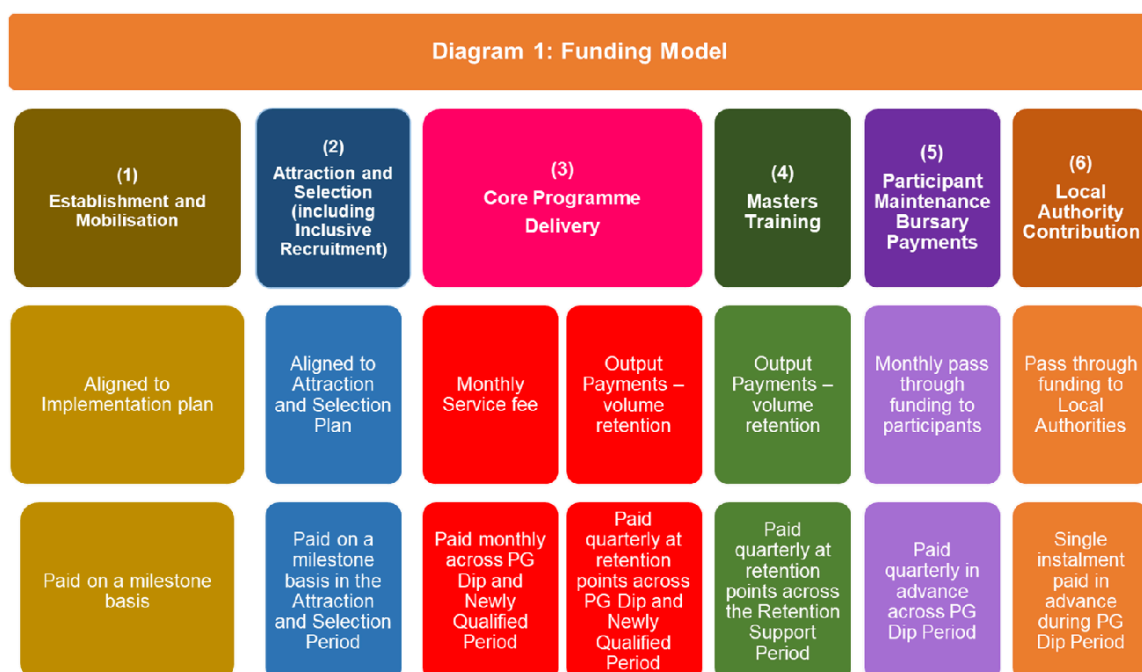 Diagram 1: Funding Model
(1)
Establishment and
Mobilisation
(2)
Attraction and
Selection
(including
Inclusive
Recruitment)
(3)
Core Programme
Delivery
(4)
Masters
Training
(5)
Participant
Maintenance
Bursary
Payments
(6)
Local
Authority
Contribution
Aligned to
Implementation plan
Aligned to
Attraction
and Selection
Plan
Monthly
Service fee
Output
Payments –
volume
retention
Output
Payments –
volume
retention
Monthly pass
through
funding to
participants
Pass through
funding to
Local
Authorities
Paid on a milestone
basis
Paid on a
milestone
basis in the
Attraction
and Selection
Period
Paid monthly
across PG
Dip and
Newly
Qualified
Period
Paid
quarterly at
retention
points across
PG Dip and
Newly
Qualified
Period
Paid
quarterly at
retention
points across
the Retention
Support
Period
Paid
quarterly in
advance
across PG
Dip Period
Single
instalment
paid in
advance
during PG
Dip Period